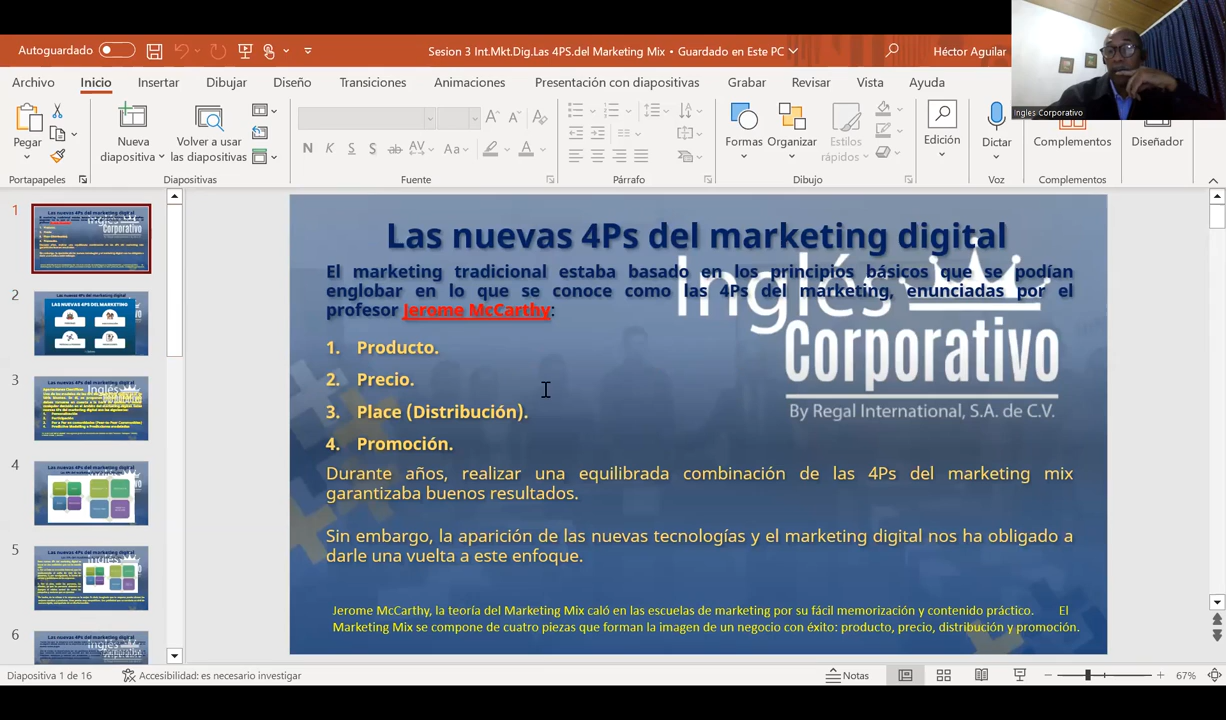 Autoguardado
Sesion 3 Int.Mkt.Dig.Las 4PS.del Marketing Mix • Guardado en Este PC
Héctor Aguilar
Ingles Corporativo
Archivo Inicio Insertar Dibujar Diseño Transiciones Animaciones Presentación con diapositivas Grabar Revisar Vista Ayuda
Pegar
Nueva
diapositiva
Volver a usar
las diapositivas
N K S S ab AV Aa A
Formas Organizar
Estilos
rápidos
Edición
Dictar
Complementos
Diseñador
Portapapeles Diapositivas Fuente Párrafo Dibujo Voz Complementos
1
2
3
4
5
6
Las nuevas 4Ps del marketing digital
El marketing tradicional estaba basado en los principios básicos que se podían
englobar en lo que se conoce como las 4Ps del marketing, enunciadas por el
profesor Jerome McCarthy:
1. Producto.
2. Precio.
3. Place (Distribución).
4. Promoción.
Inglés
Corporativo
By Regal International, S.A. de C.V.
Durante años, realizar una equilibrada combinación de las 4Ps del marketing mix
garantizaba buenos resultados.
Sin embargo, la aparición de las nuevas tecnologías y el marketing digital nos ha obligado a
darle una vuelta a este enfoque.
Jerome McCarthy, la teoría del Marketing Mix caló en las escuelas de marketing por su fácil memorización y contenido práctico. El
Marketing Mix se compone de cuatro piezas que forman la imagen de un negocio con éxito: producto, precio, distribución y promoción.
Diapositiva 1 de 16 Accesibilidad: es necesario investigar Notas 67%